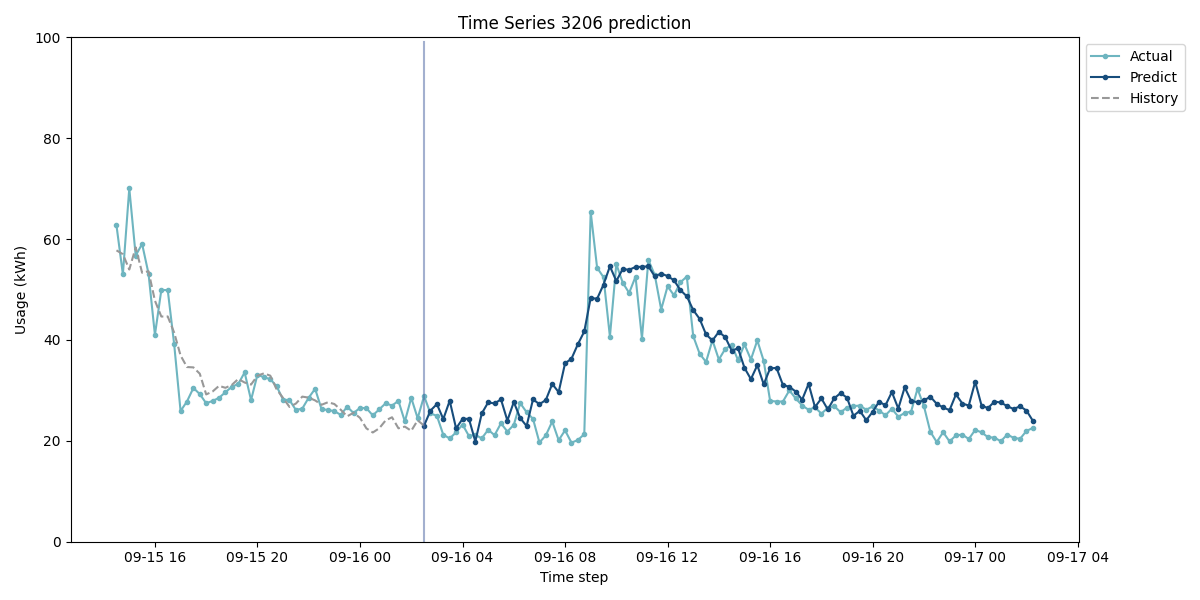 Time Series 3206 prediction
100
80
60
40
20
0
Usage (kWh)
09-15 16
09-15 20
09-16 00
09-16 04
09-16 08
09-16 12
09-16 16
09-16 20
09-17 00
09-17 04
Time step
Actual
Predict
History